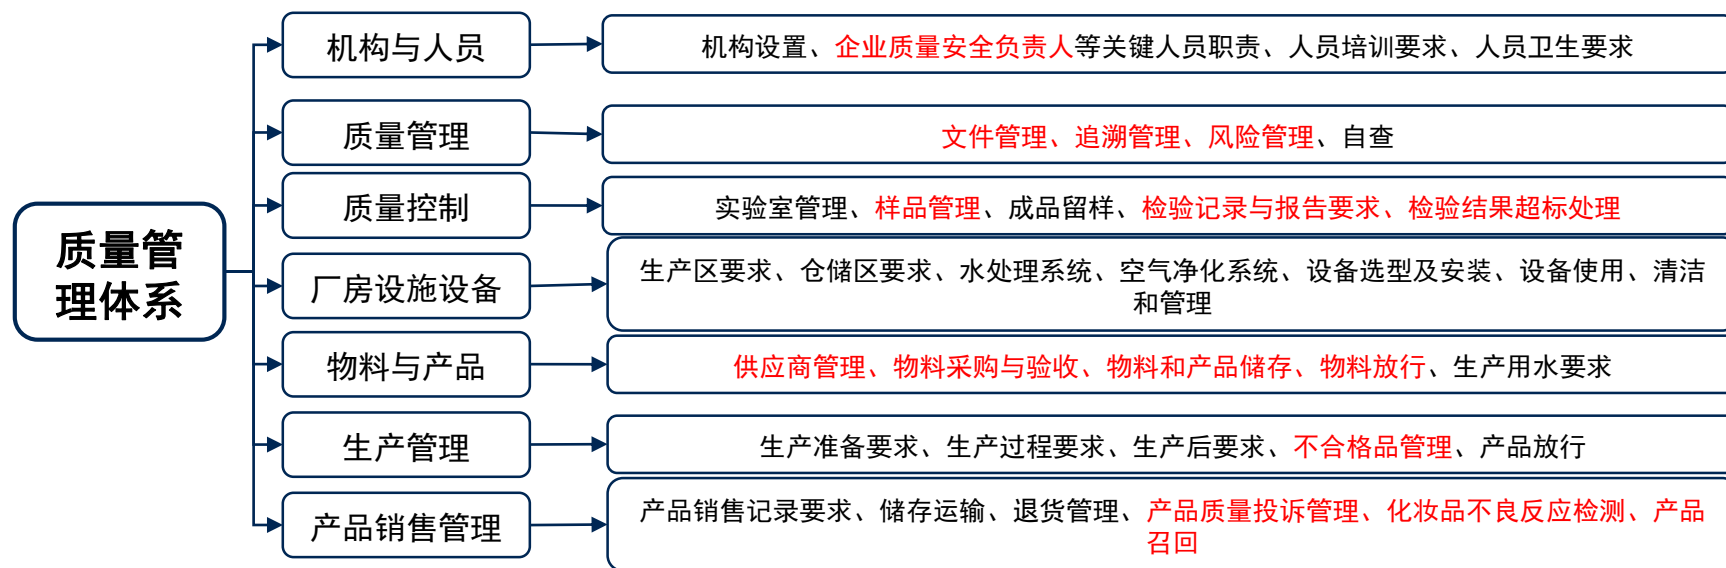 质量管
理体系
机构与人员
机构设置、企业质量安全负责人等关键人员职责、人员培训要求、人员卫生要求
质量管理
文件管理、追溯管理、风险管理、自查
质量控制
实验室管理、样品管理、成品留样、检验记录与报告要求、检验结果超标处理
厂房设施设备
生产区要求、仓储区要求、水处理系统、空气净化系统、设备选型及安装、设备使用、清洁
和管理
物料与产品
供应商管理、物料采购与验收、物料和产品储存、物料放行、生产用水要求
生产管理
生产准备要求、生产过程要求、生产后要求、不合格品管理、产品放行
产品销售管理
产品销售记录要求、储存运输、退货管理、产品质量投诉管理、化妆品不良反应检测、产品
召回